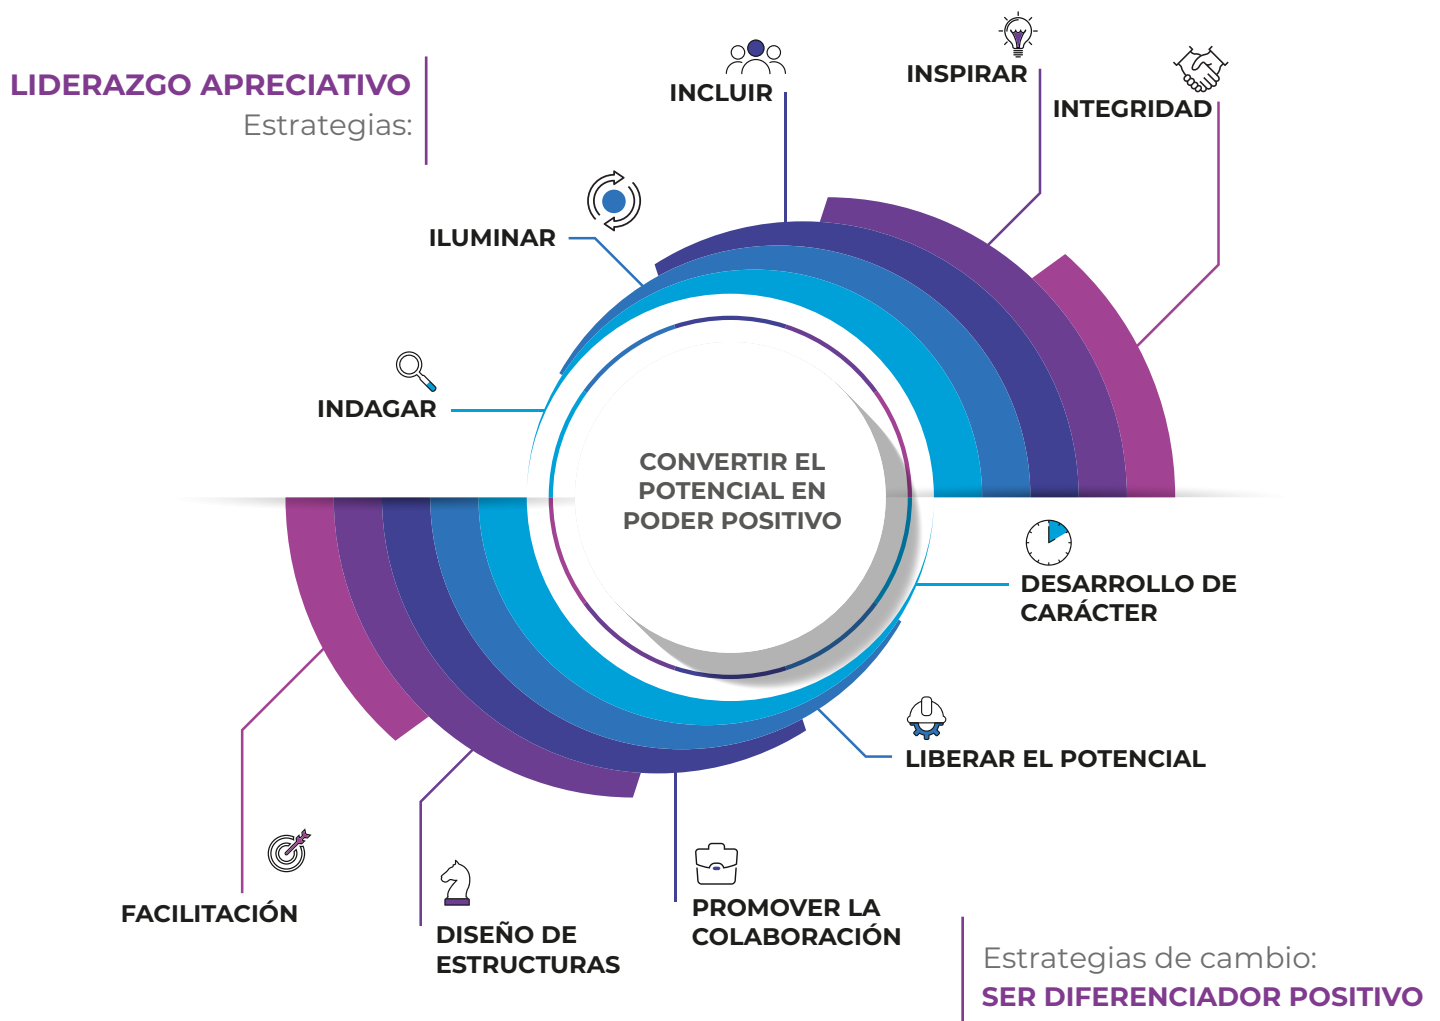 LIDERAZGO APRECIATIVO
Estrategias:
INCLUIR
INSPIRAR
INTEGRIDAD
ILUMINAR
INDAGAR
CONVERTIR EL
POTENCIAL EN
PODER POSITIVO
DESARROLLO DE
CARÁCTER
LIBERAR EL POTENCIAL
PROMOVER LA
COLABORACIÓN
DISEÑO DE
ESTRUCTURAS
FACILITACIÓN
Estrategias de cambio:
SER DIFERENCIADOR POSITIVO